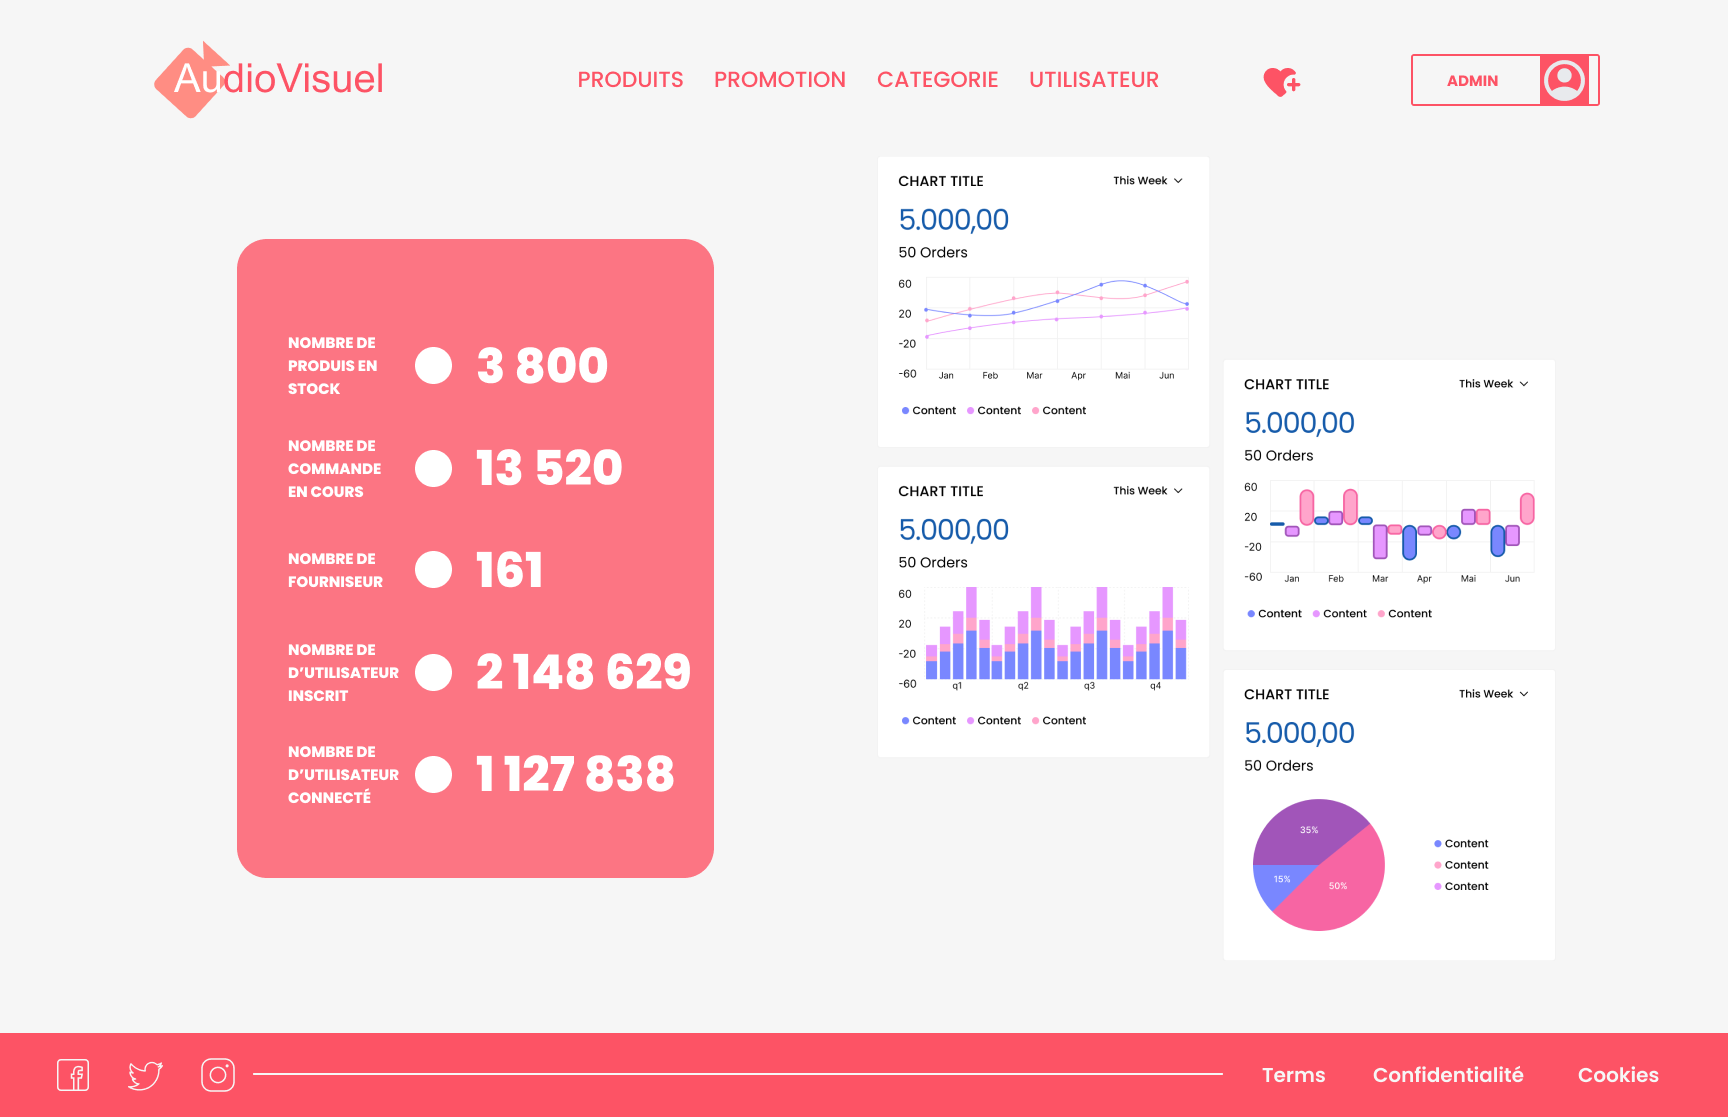 AudioVisuel
PRODUITS PROMOTION CATEGORIE UTILISATEUR
ADMIN
NOMBRE DE
PRODUIS EN
STOCK
3 800
NOMBRE DE
COMMANDE
EN COURS
13 520
NOMBRE DE
FOURNISEUR
161
NOMBRE DE
D’UTILISATEUR
INSCRIT
2 148 629
NOMBRE DE
D’UTILISATEUR
CONNECTÉ
1 127 838
CHART TITLE This Week
5.000,00
50 Orders
60
20
-20
-60
Jan Feb Mar Apr Mai Jun
Content Content Content
CHART TITLE This Week
5.000,00
50 Orders
60
20
-20
-60
q1 q2 q3 q4
Content Content Content
CHART TITLE This Week
5.000,00
50 Orders
60
20
-20
-60
Jan Feb Mar Apr Mai Jun
Content Content Content
CHART TITLE This Week
5.000,00
50 Orders
35%
15%
50%
Content
Content
Content
Terms Confidentialité Cookies